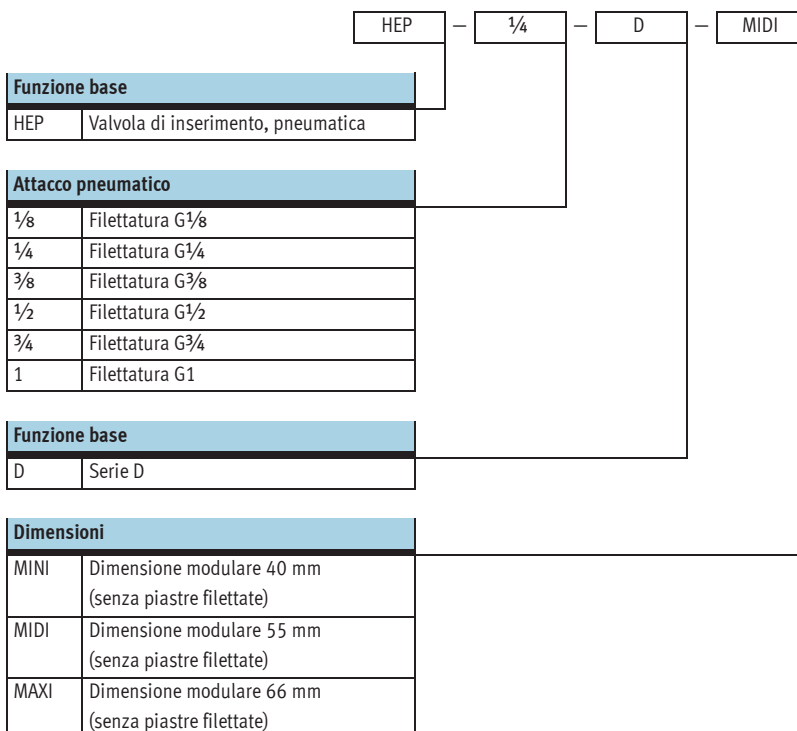 HEP – ¼ – D – MIDI
Funzione base
HEP Valvola di inserimento, pneumatica
Attacco pneumatico
⅛ Filettatura G⅛
¼ Filettatura G¼
⅜ Filettatura G⅜
½ Filettatura G½
¾ Filettatura G¾
1 Filettatura G1
Funzione base
D Serie D
Dimensioni
MINI Dimensione modulare 40 mm
(senza piastre filettate)
MIDI Dimensione modulare 55 mm
(senza piastre filettate)
MAXI Dimensione modulare 66 mm
(senza piastre filettate)